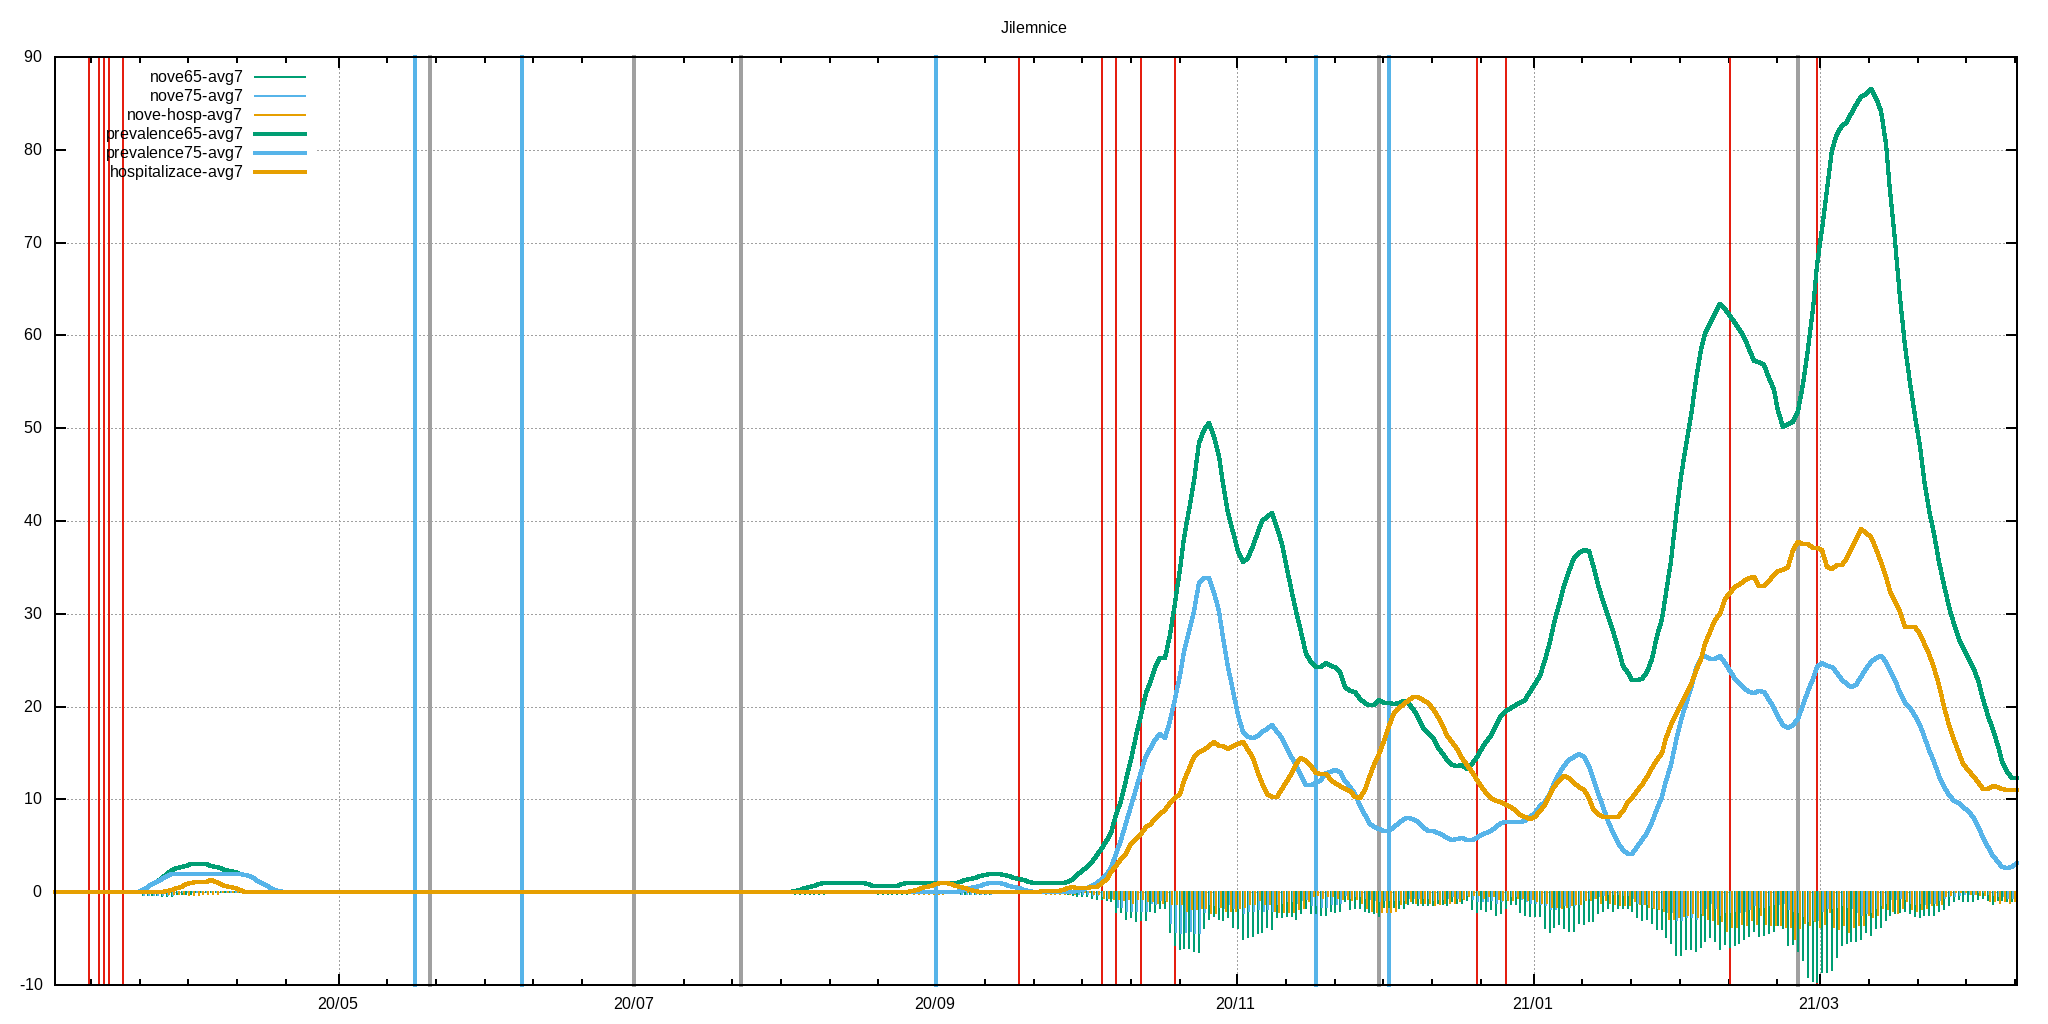 Jilemnice
90
80
70
60
50
40
30
20
10
0
-10
nove65-avg7
nove75-avg7
nove-hosp-avg7
prevalence65-avg7
prevalence75-avg7
hospitalizace-avg7
20/05 20/07 20/09 20/11 21/01 21/03